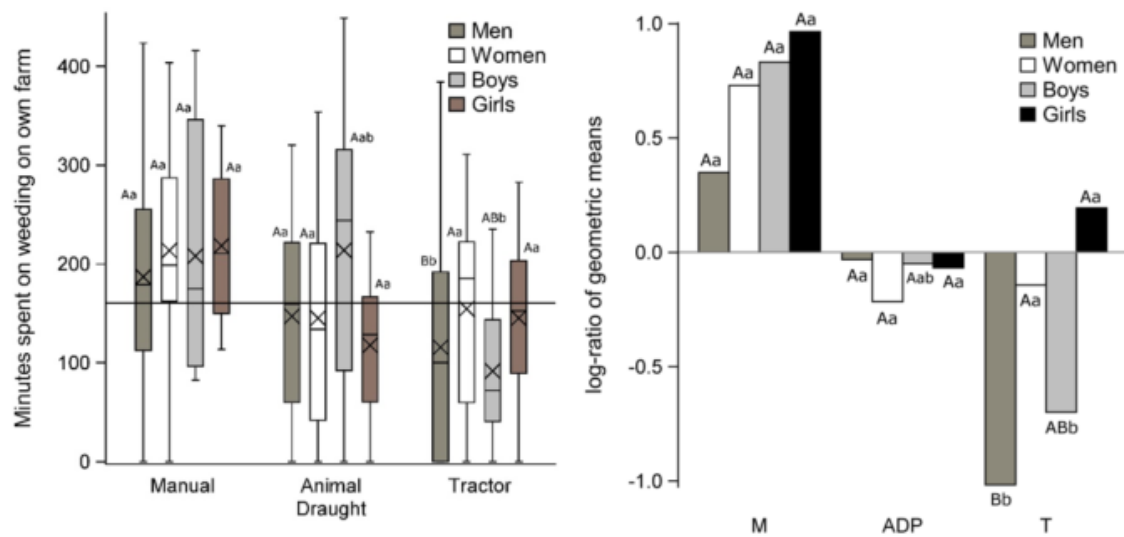 Minutes spent on weeding on own farm
400
300
200
100
0
Men
Women
Boys
Girls
Aa
Aa
Aa
Aa
Aa
Aa
Aab
Aa
Bb
Aa
ABb
Aa
Manual
Animal
Draught
Tractor
log-ratio of geometric means
1.0
0.5
0.0
-0.5
-1.0
Men
Women
Boys
Girls
Aa
Aa
Aa
Aa
Aa
Aa
Aab
Aa
Bb
Aa
ABb
Aa
M
ADP
T